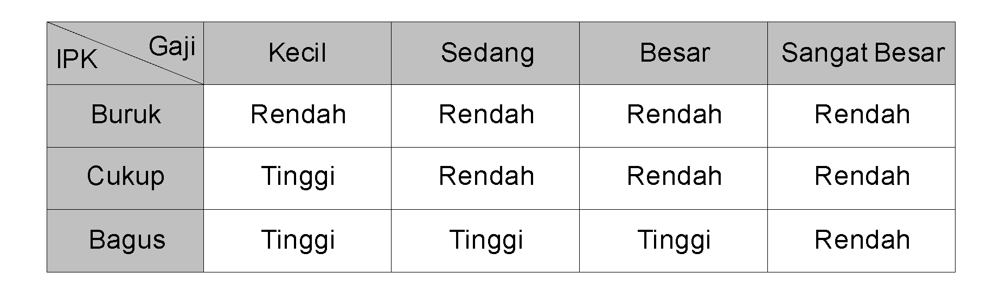 IPK Gaji Kecil Sedang Besar Sangat Besar
Buruk Rendah Rendah Rendah Rendah
Cukup Tinggi Rendah Rendah Rendah
Bagus Tinggi Tinggi Tinggi Rendah